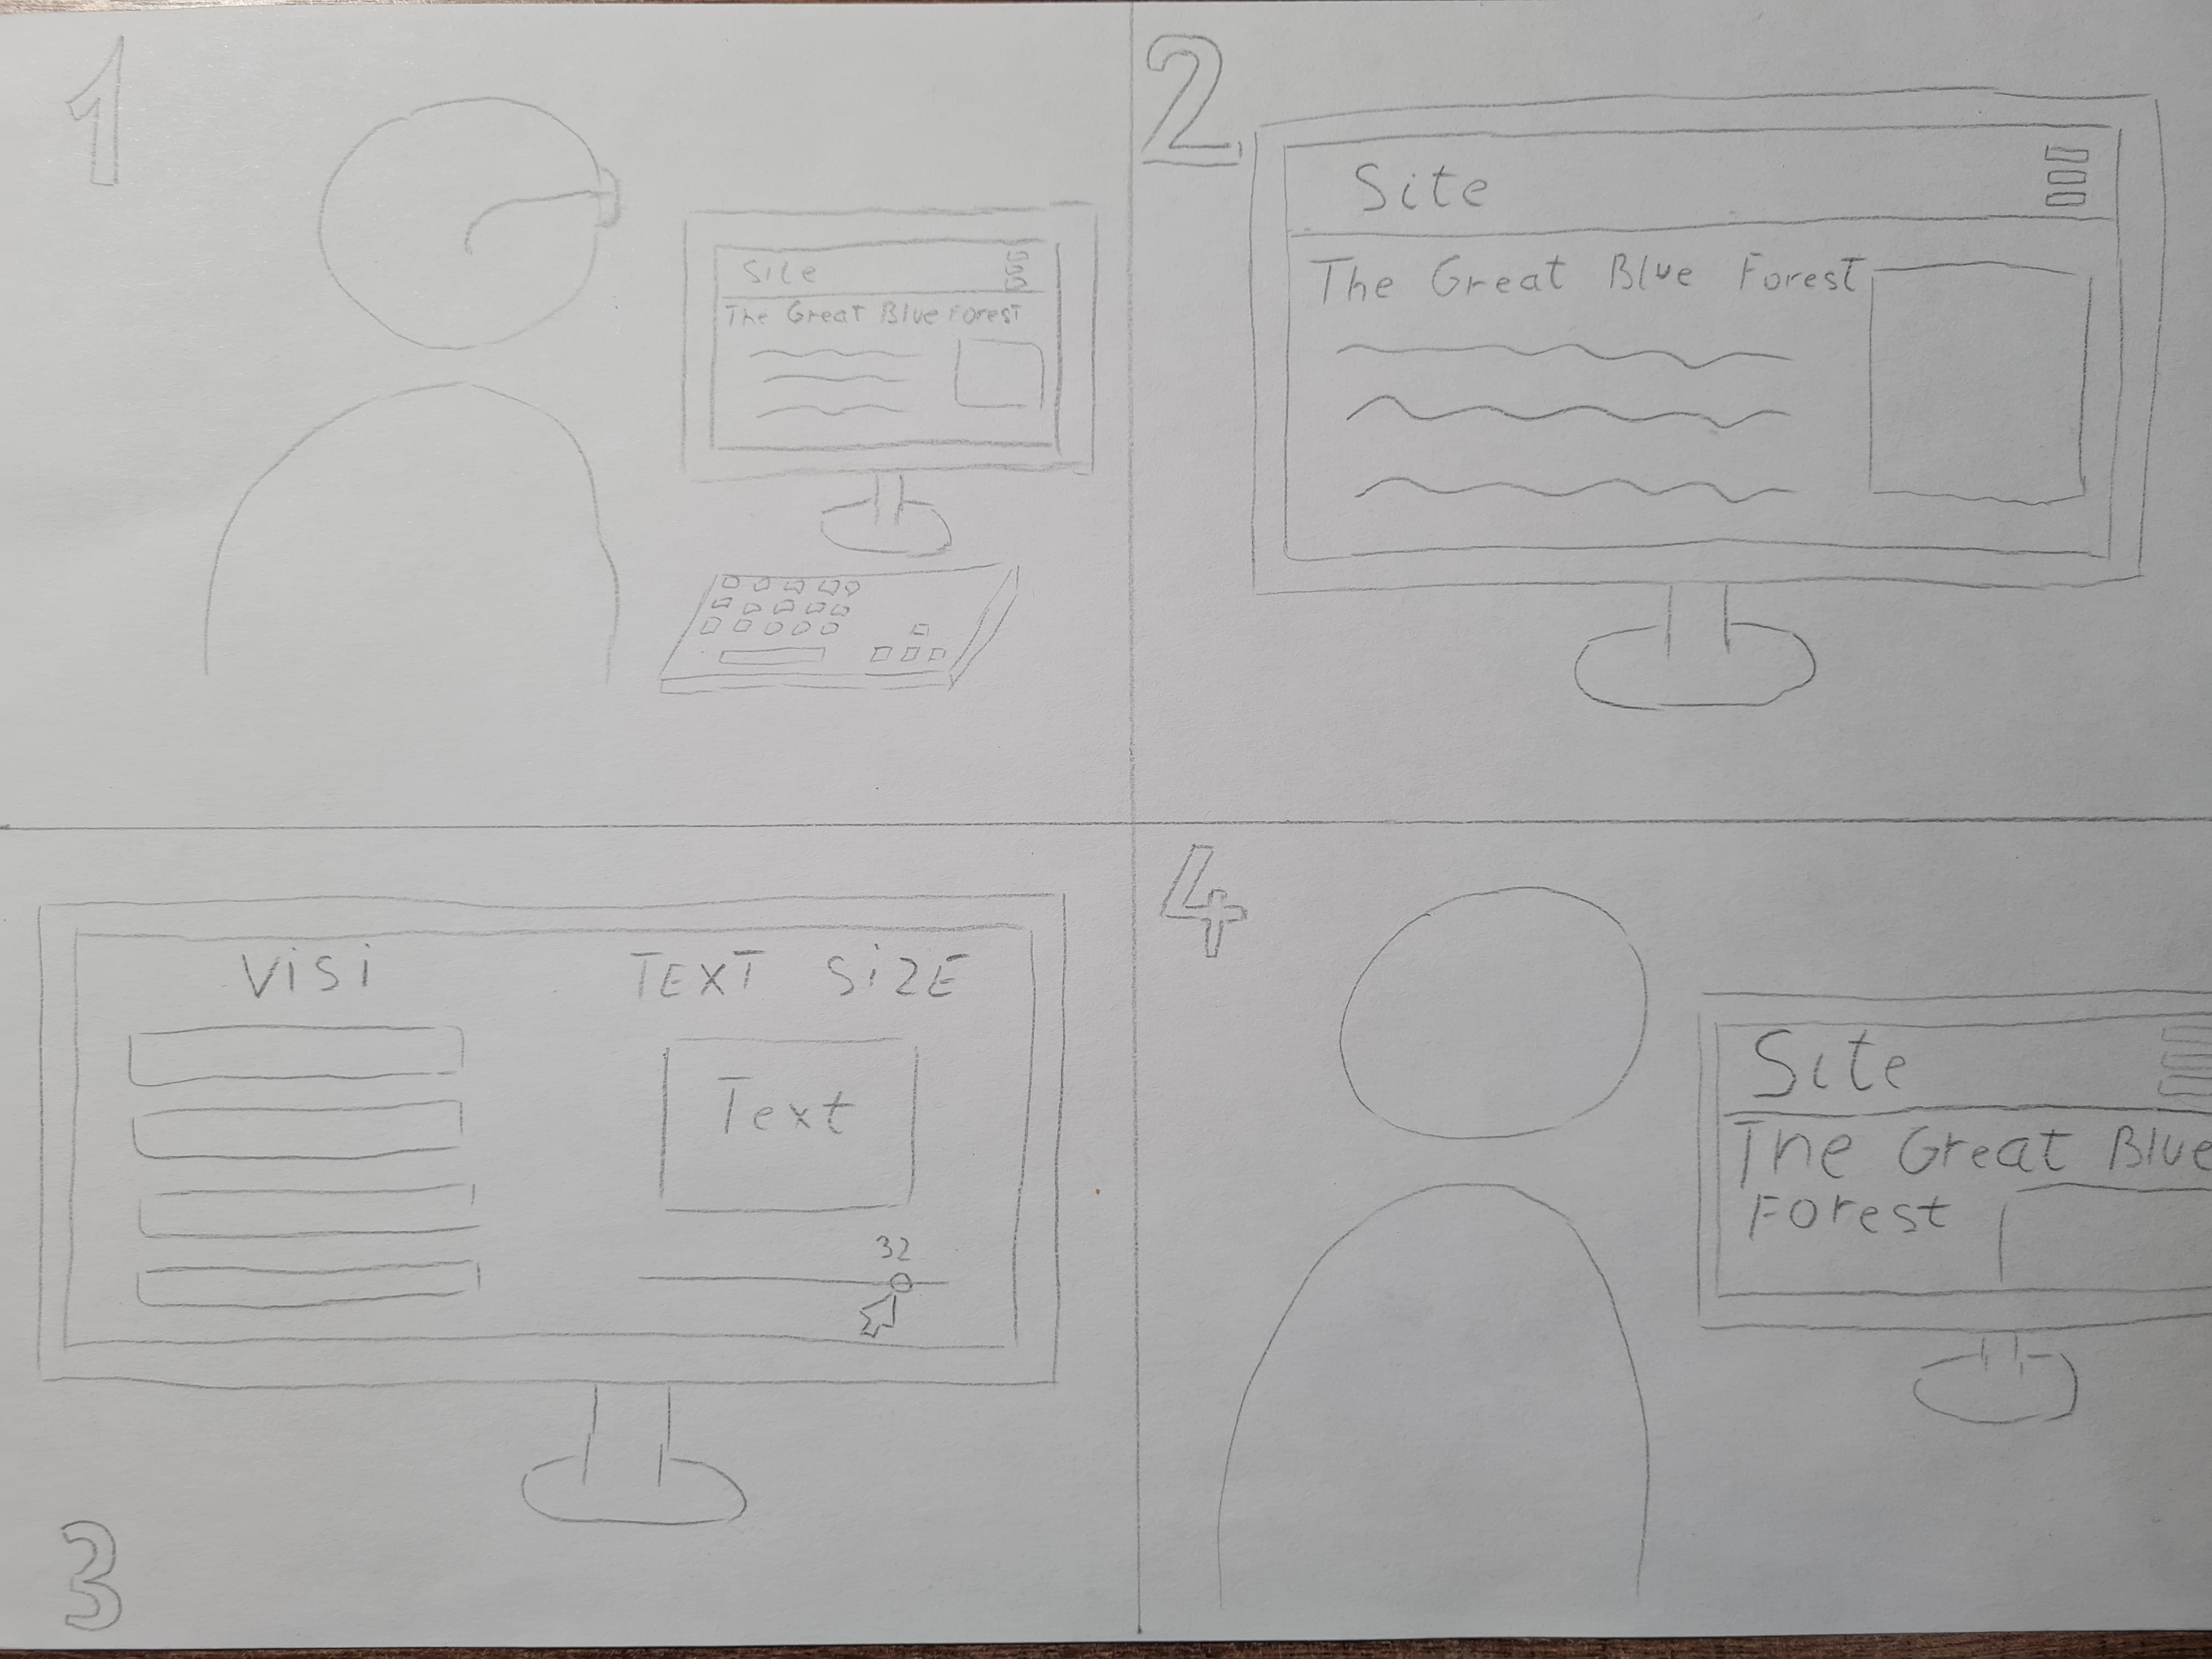 1
Site
The Great Blue Forest
2
Site
The Great Blue Forest
ViSi
TEXT SiZE
Text
32
3
4
Site
The Great Blue
Forest